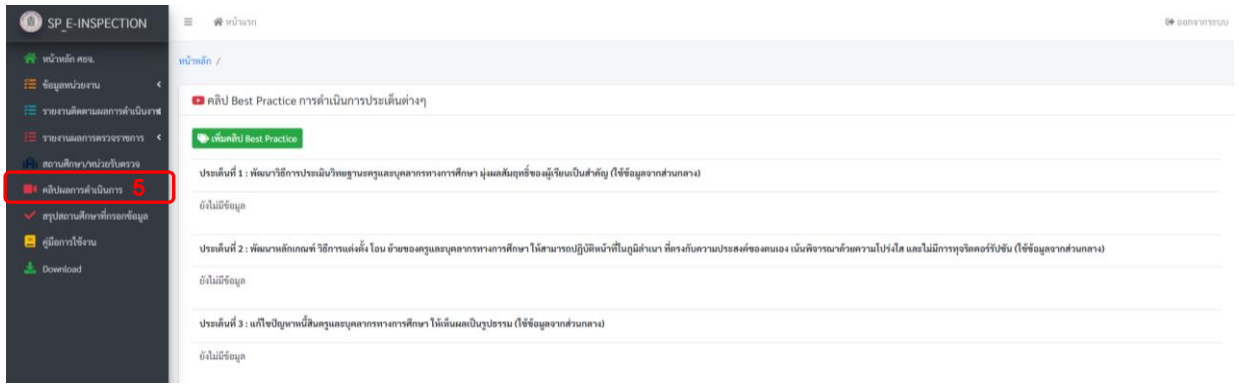 SP_E-INSPECTION
หน้าแรก
ออกจากระบบ
หน้าหลัก ศธจ.
ข้อมูลหน่วยงาน
รายงานติดตามผลการดำเนินงาน
รายงานผลการตรวจราชการ
สถานศึกษา/หน่วยรับตรวจ
คลิปผลการดำเนินการ 5
สรุปสถานศึกษาที่กรอกข้อมูล
คู่มือการใช้งาน
Download
หน้าหลัก /
คลิป Best Practice การดำเนินการประเด็นต่างๆ
เพิ่มคลิป Best Practice
ประเด็นที่ 1 : พัฒนาวิธีการประเมินวิทยฐานะครูและบุคลากรทางการศึกษา มุ่งผลสัมฤทธิ์ของผู้เรียนเป็นสำคัญ (ใช้ข้อมูลจากส่วนกลาง)
ยังไม่มีข้อมูล
ประเด็นที่ 2 : พัฒนาหลักเกณฑ์ วิธีการแต่งตั้ง โอน ย้ายของครูและบุคลากรทางการศึกษา ให้สามารถปฏิบัติหน้าที่ในภูมิลำเนา ที่ตรงกับความประสงค์ของตนเอง เน้นพิจารณาด้วยความโปร่งใส และไม่มีการทุจริตคอร์รัปชัน (ใช้ข้อมูลจากส่วนกลาง)
ยังไม่มีข้อมูล
ประเด็นที่ 3 : แก้ไขปัญหาหนี้สินครูและบุคลากรทางการศึกษา ให้เห็นผลเป็นรูปธรรม (ใช้ข้อมูลจากส่วนกลาง)
ยังไม่มีข้อมูล